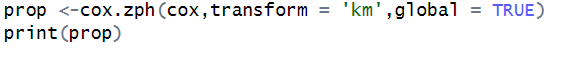 prop <-cox.zph(cox,transform = 'km',global = TRUE)
print(prop)